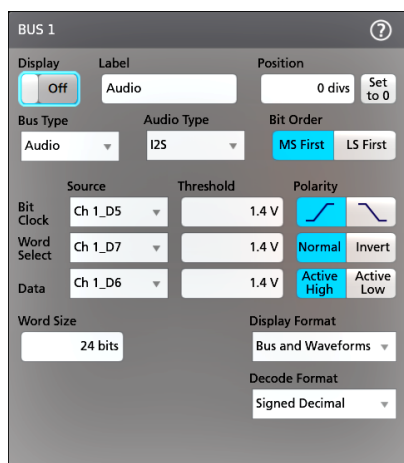 BUS 1 ?
Display Label Position
Off Audio 0 divs Set to 0
Bus Type Audio Type Bit Order
Audio I2S MS First LS First
Source Threshold Polarity
Bit Clock Ch 1_D5 1.4 V
Word Select Ch 1_D7 1.4 V Normal Invert
Data Ch 1_D6 1.4 V Active High Active Low
Word Size Display Format
24 bits Bus and Waveforms
Decode Format
Signed Decimal